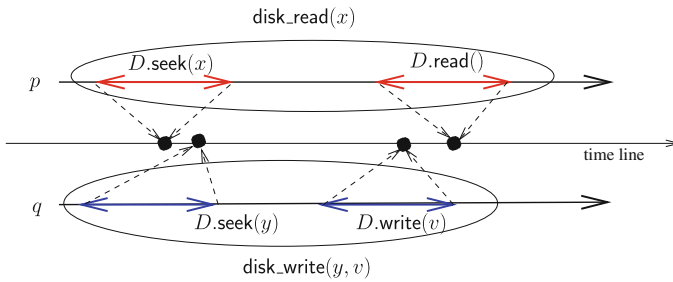 disk_read(x)
D.seek(x)
D.read()
p
time line
q
D.seek(y)
D.write(v)
disk_write(y, v)